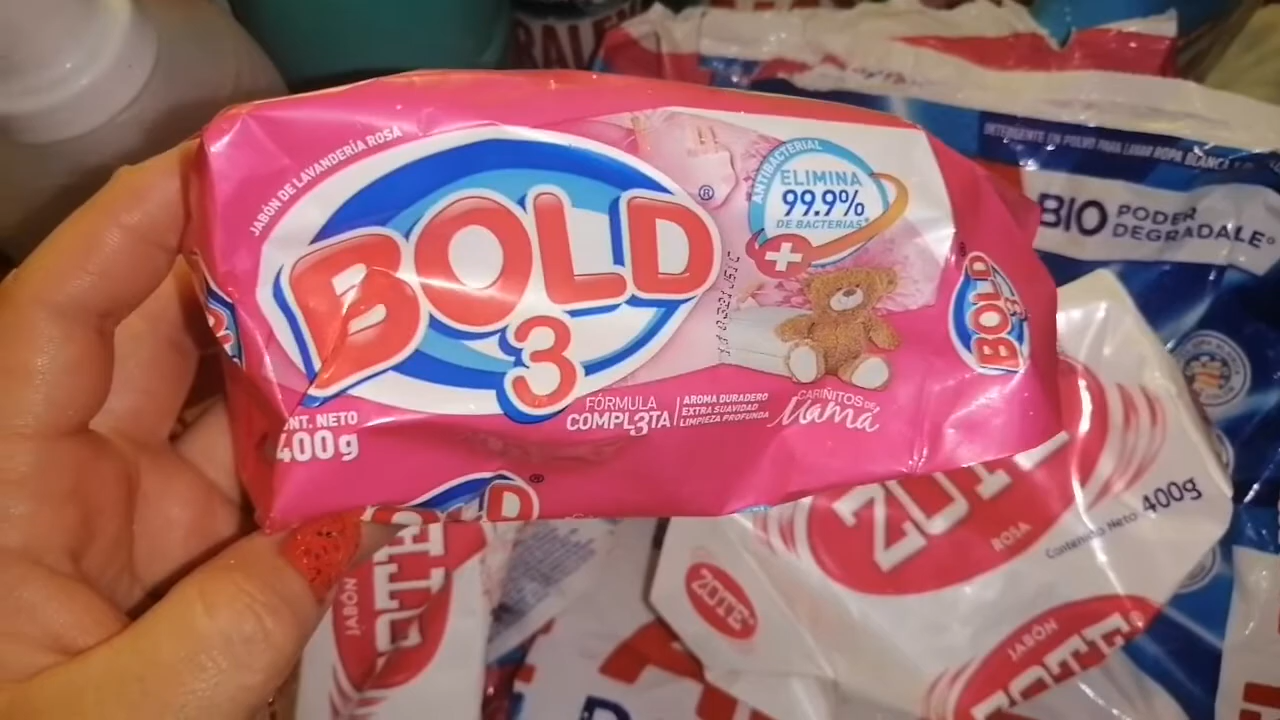 JABÓN DE LAVANDERÍA ROSA
BOLD
3
®
ANTIBACTERIAL
ELIMINA
99.9%
DE BACTERIAS*
NT. NETO
400g
FÓRMULA
COMPL3TA
AROMA DURADERO
EXTRA SUAVIDAD
LIMPIEZA PROFUNDA
CARIÑITOS DE
Mamá
BOLD
3
®
D
®
DETERGENTE EN POLVO PARA LAVAR ROPA BLANCA
BIO PODER
DEGRADALE°
ZOTE
ROSA
Contenido Neto 400g
ZOTE
JABÓN
ZOTE
JABÓN
ZOTE